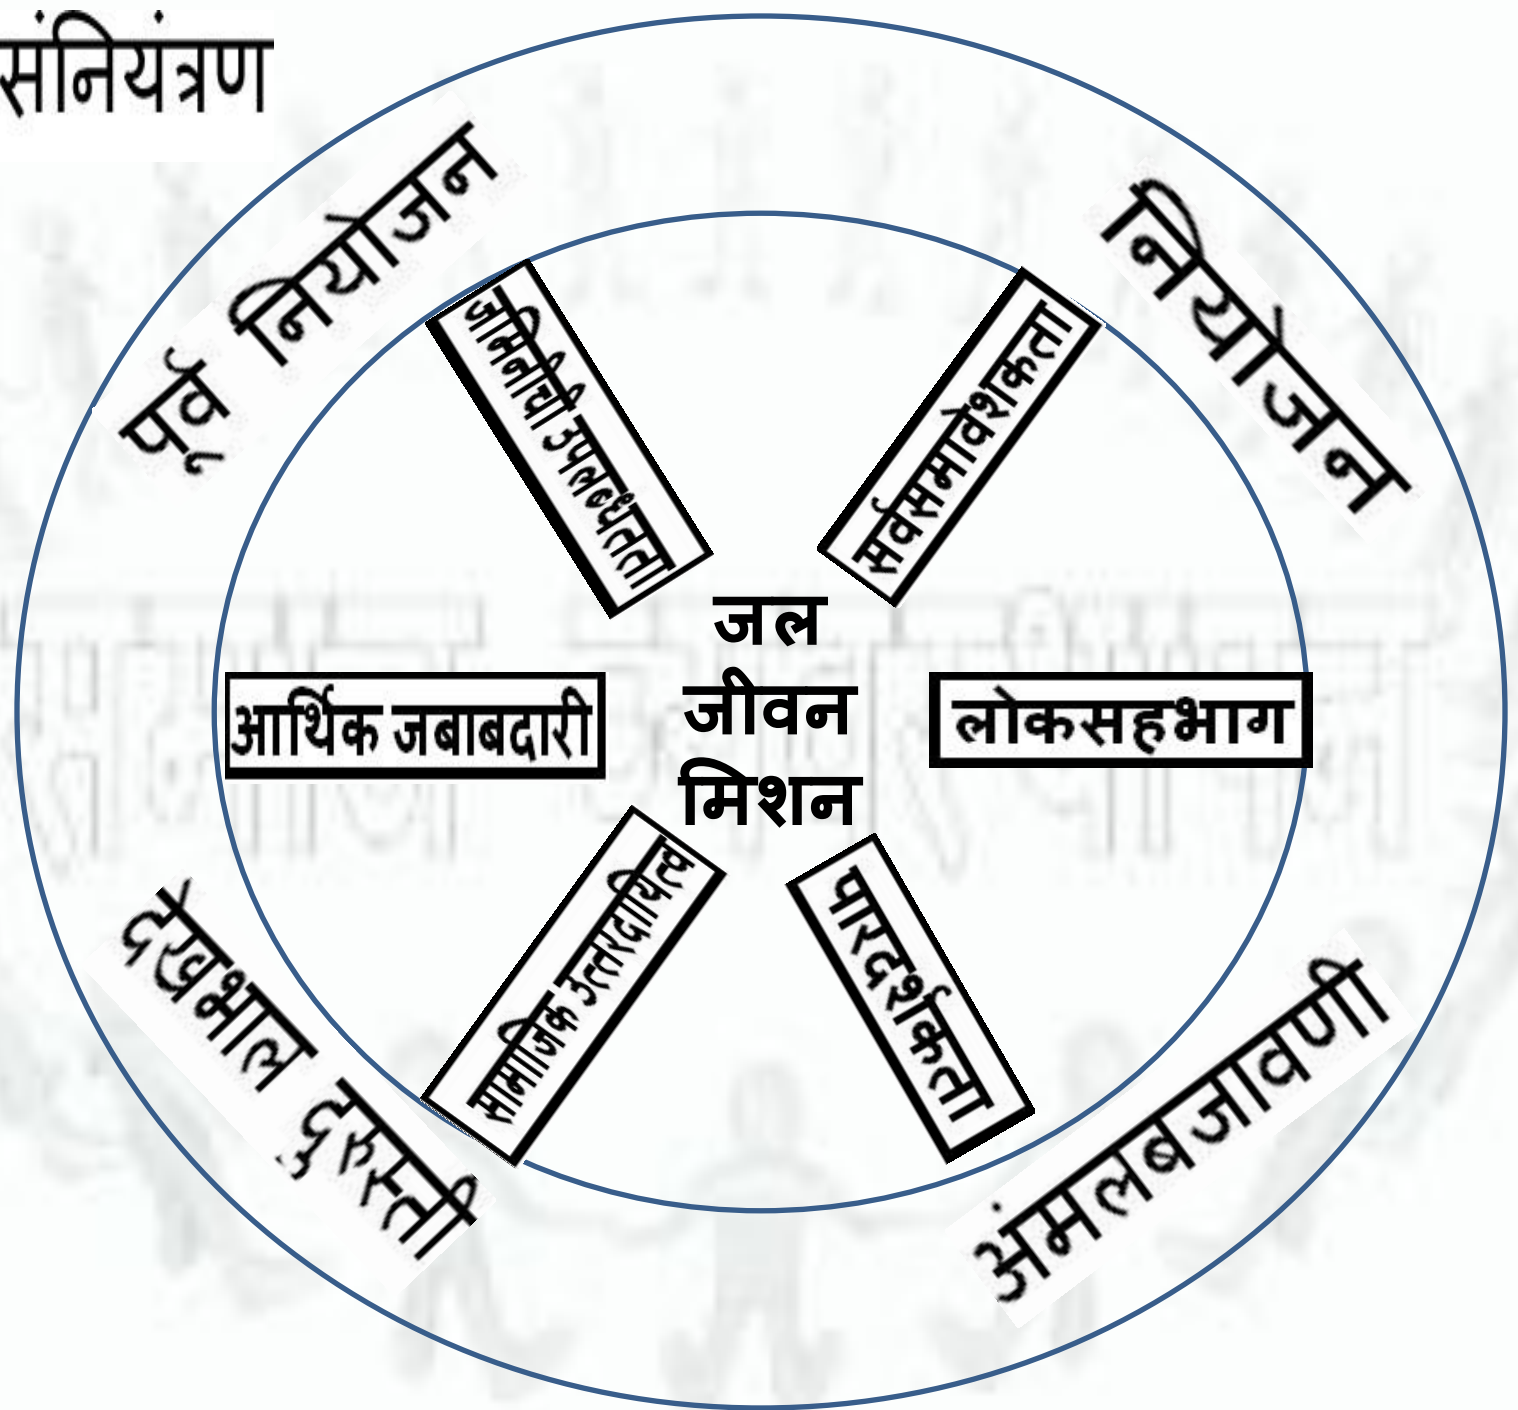 संनियंत्रण
पूर्व नियोजन
नियोजन
जमिनीची उपलब्धतता
सर्वसमावेशकता
जल
जीवन
मिशन
आर्थिक जबाबदारी
लोकसहभाग
सामाजिक उत्तरदायित्व
पारदर्शकता
देखभाल दुरुस्ती
अंमलबजावणी